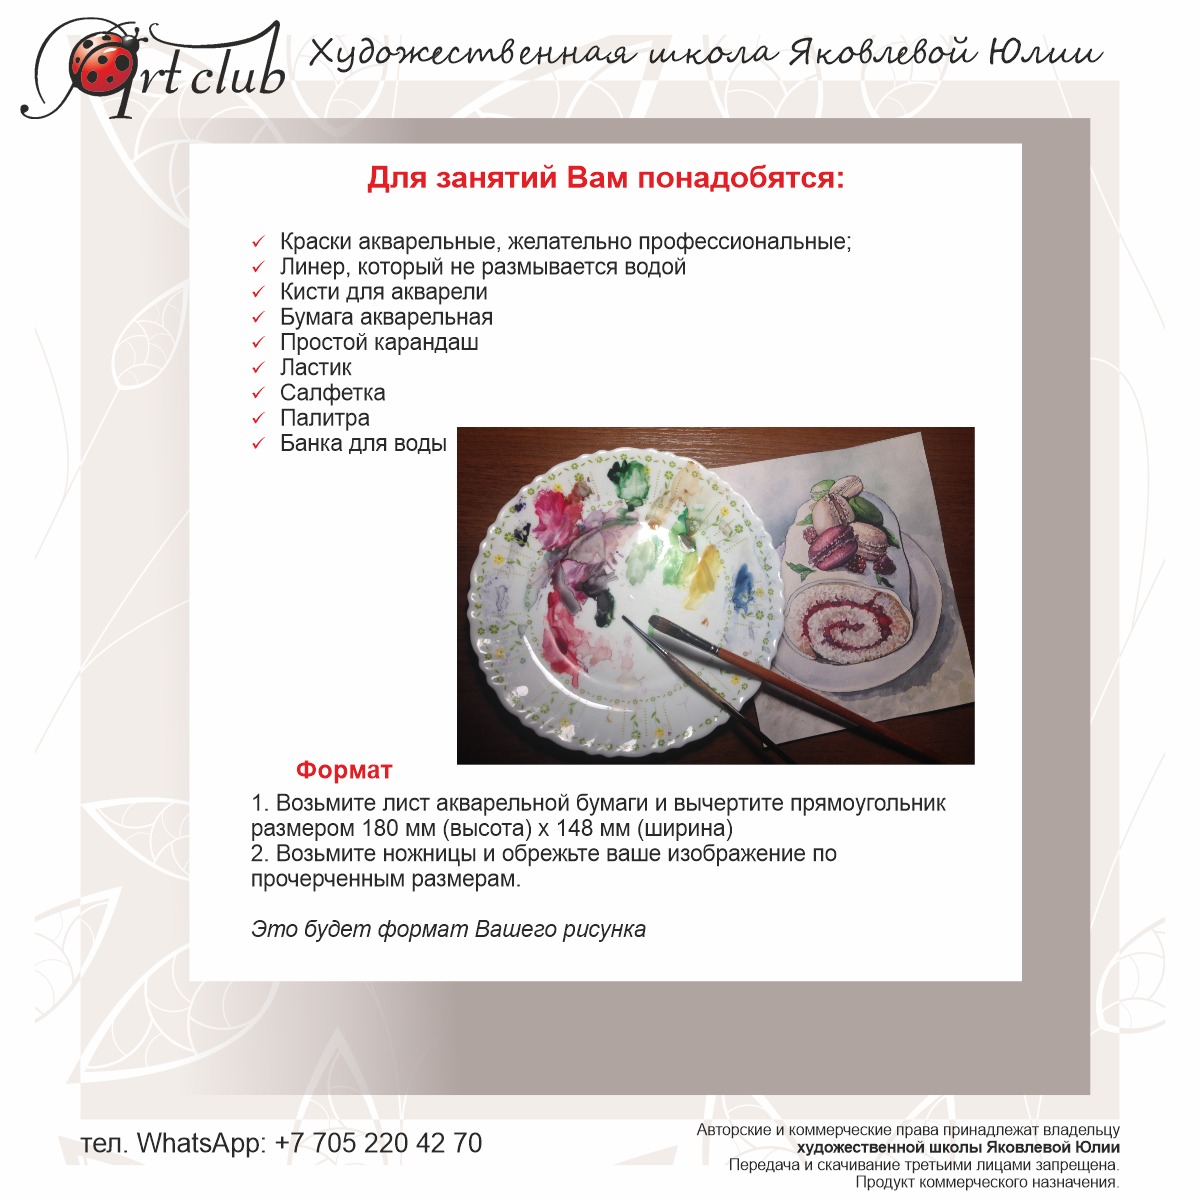 Art club
Художественная школа Яковлевой Юлии
Для занятий Вам понадобятся:
Краски акварельные, желательно профессиональные;
Линер, который не размывается водой
Кисти для акварели
Бумага акварельная
Простой карандаш
Ластик
Салфетка
Палитра
Банка для воды
Формат
1. Возьмите лист акварельной бумаги и вычертите прямоугольник
размером 180 мм (высота) х 148 мм (ширина)
2. Возьмите ножницы и обрежьте ваше изображение по
прочерченным размерам.
Это будет формат Вашего рисунка
тел. WhatsApp: +7 705 220 42 70
Авторские и коммерческие права принадлежат владельцу
художественной школы Яковлевой Юлии
Передача и скачивание третьими лицами запрещена.
Продукт коммерческого назначения.